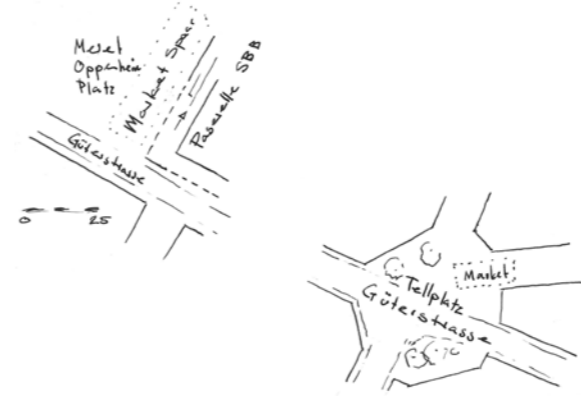 Meret
Oppenheim
Platz
Market Space
Passerelle SBB
Güterstrasse
0 25
Market
Tellplatz
Güterstrasse